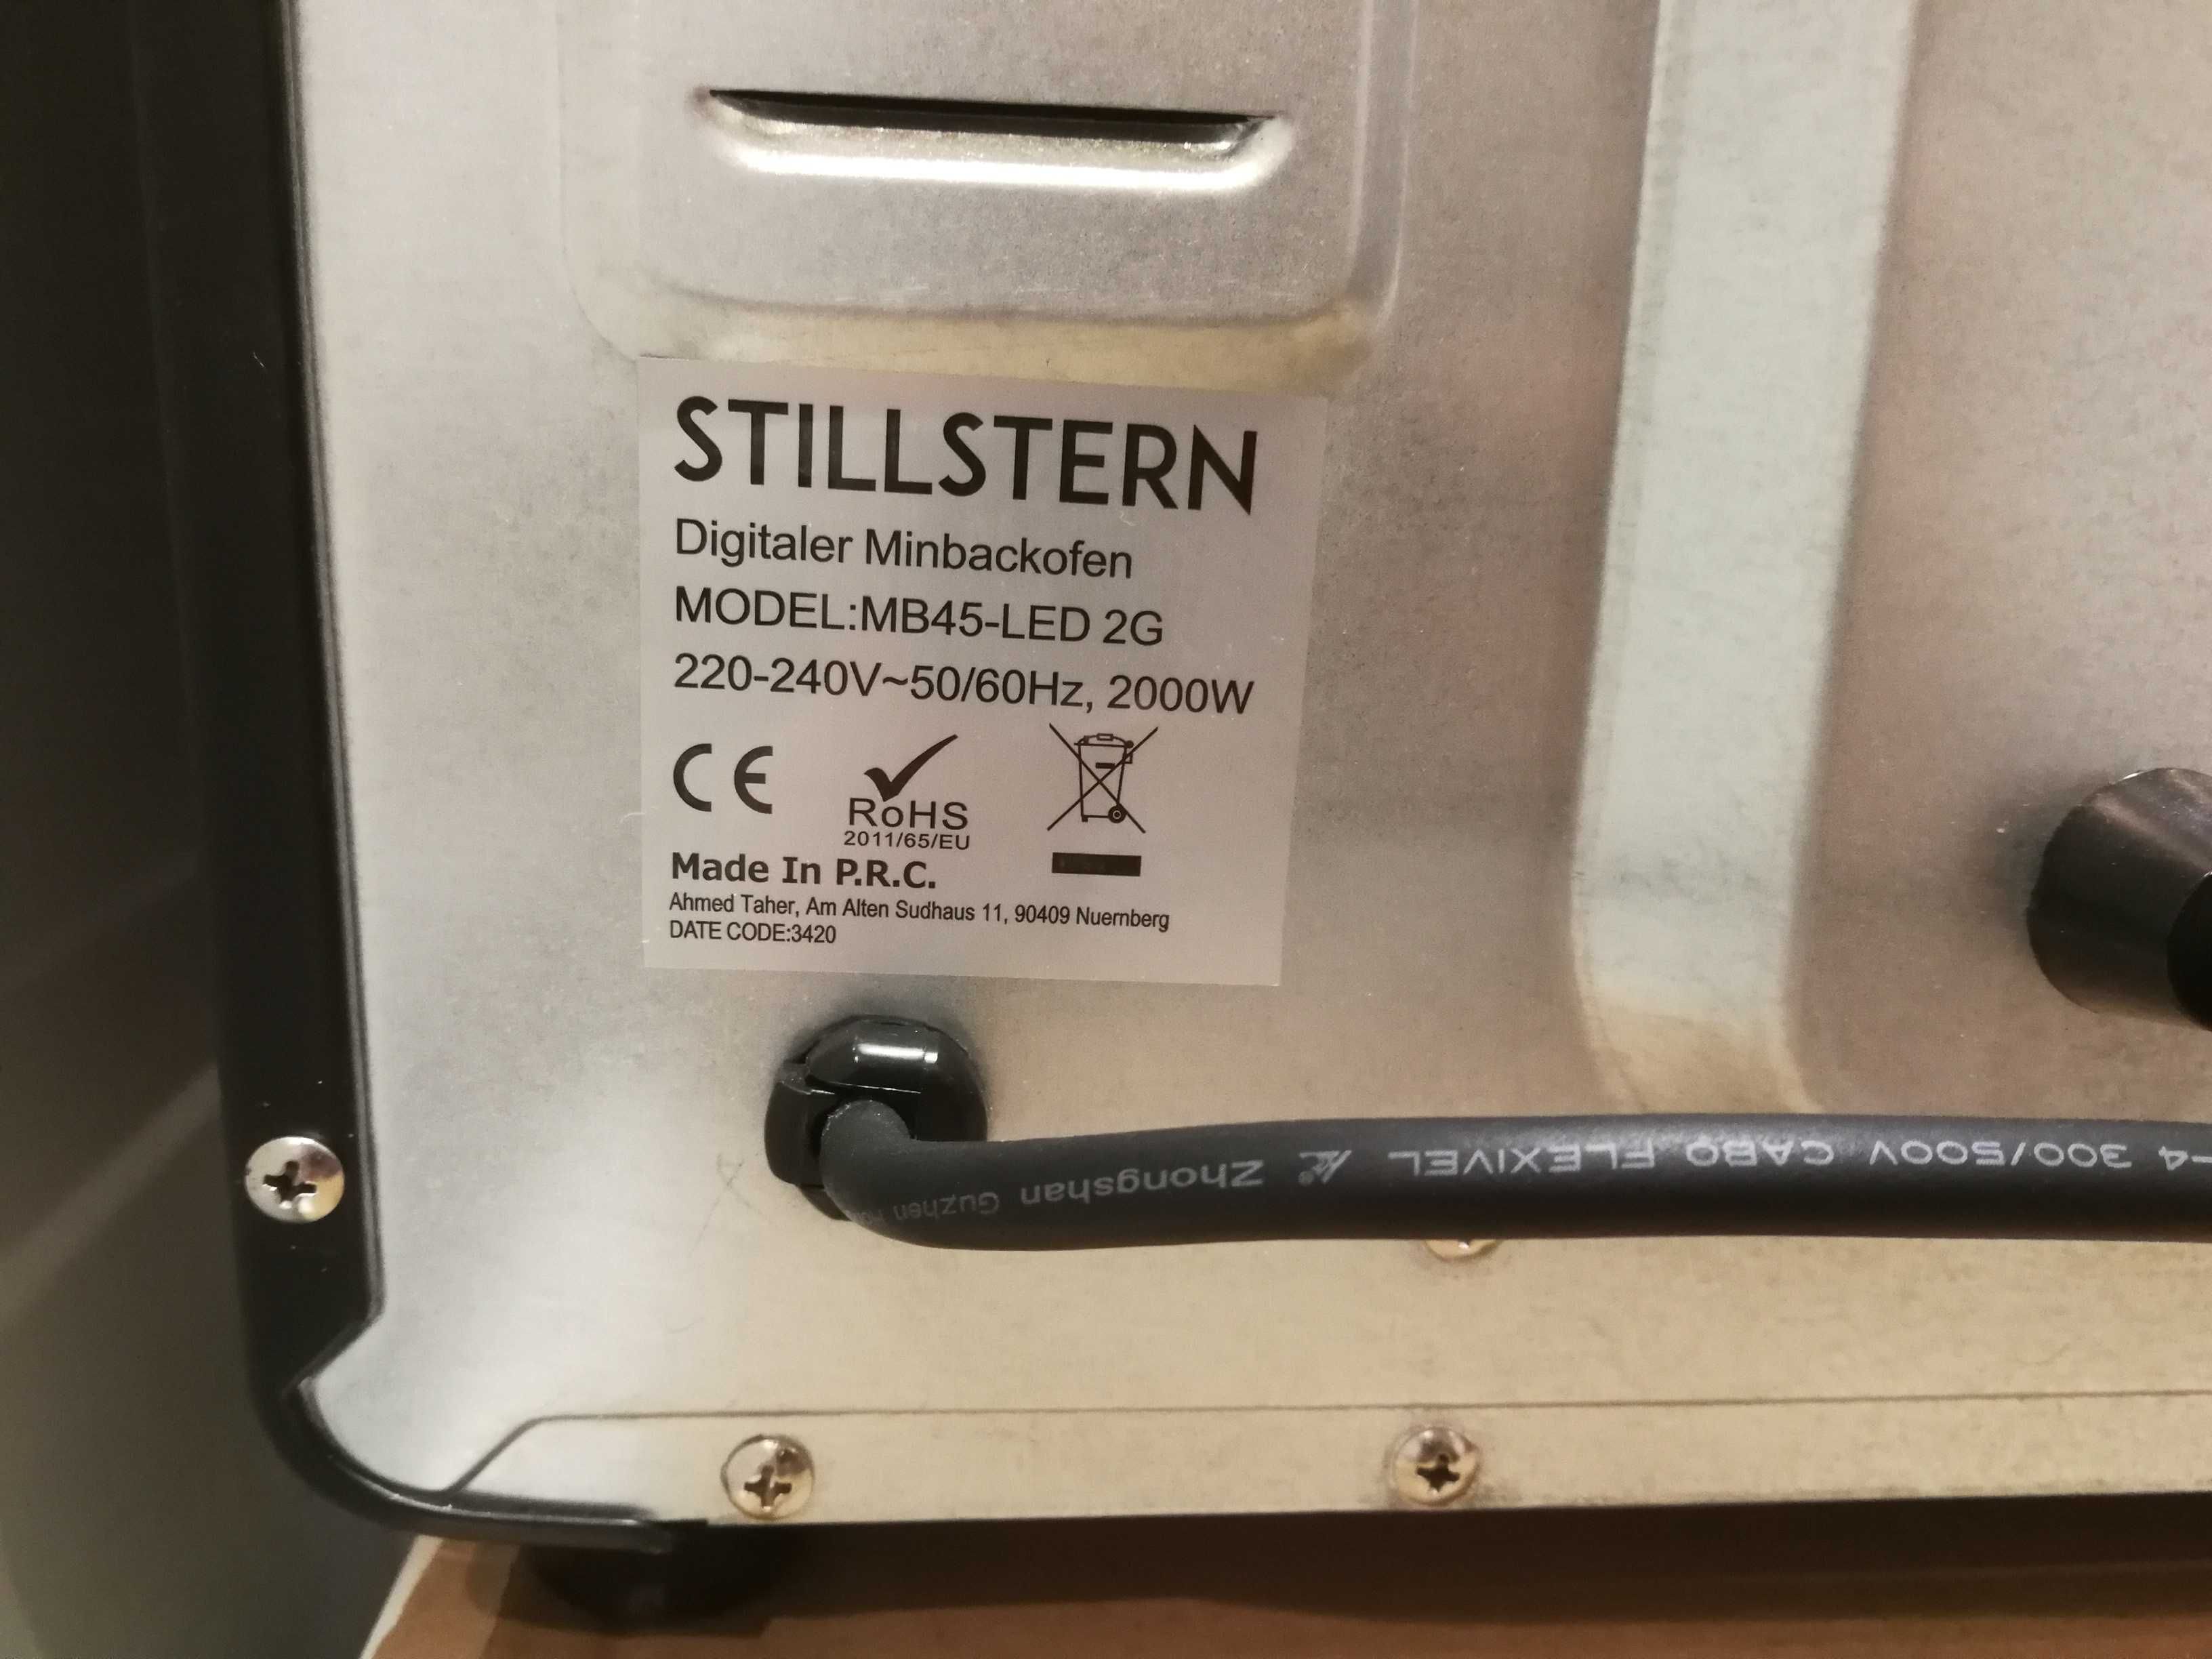 STILLSTERN
Digitaler Minbackofen
MODEL:MB45-LED 2G
220-240V~50/60Hz, 2000W
CE
RoHS
2011/65/EU
Made In P.R.C.
Ahmed Taher, Am Alten Sudhaus 11, 90409 Nuernberg
DATE CODE:3420
300/500V CABO FLEXIVEL Zhongshan Guzhen